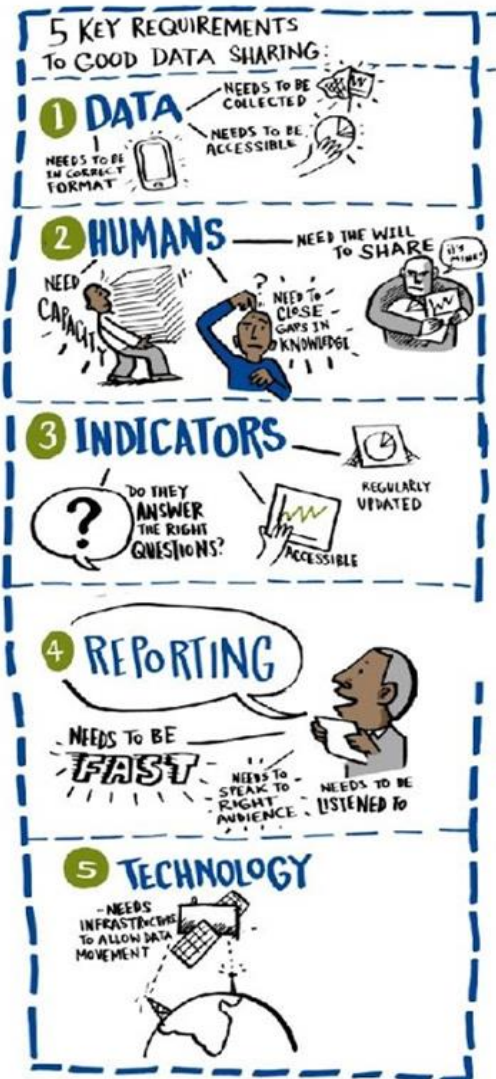 5 KEY REQUIREMENTS
TO GOOD DATA SHARING:
1 DATA
NEEDS TO BE
COLLECTED
NEEDS TO BE
ACCESSIBLE
NEEDS TO BE
IN CORRECT
FORMAT
2 HUMANS
NEED THE WILL
TO SHARE
IT'S
MINE!
NEED
CAPACITY
?
NEED TO
CLOSE
GAPS IN
KNOWLEDGE
3 INDICATORS
REGULARLY
UPDATED
?
DO THEY
ANSWER
THE RIGHT
QUESTIONS?
ACCESSIBLE
4 REPORTING
NEEDS TO BE
FAST
NEEDS TO
SPEAK TO
RIGHT
AUDIENCE
NEEDS TO BE
LISTENED TO
5 TECHNOLOGY
- NEEDS
INFRASTRUCTURE
TO ALLOW DATA
MOVEMENT